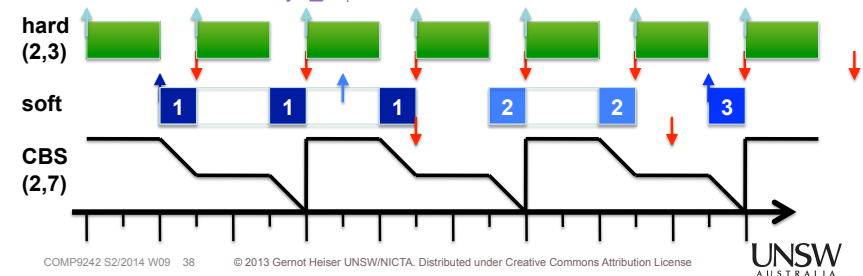 hard
(2,3)
soft
1 1 1 2 2 3
CBS
(2,7)
COMP9242 S2/2014 W09 38 © 2013 Gernot Heiser UNSW/NICTA. Distributed under Creative Commons Attribution License
UNSW
AUSTRALIA